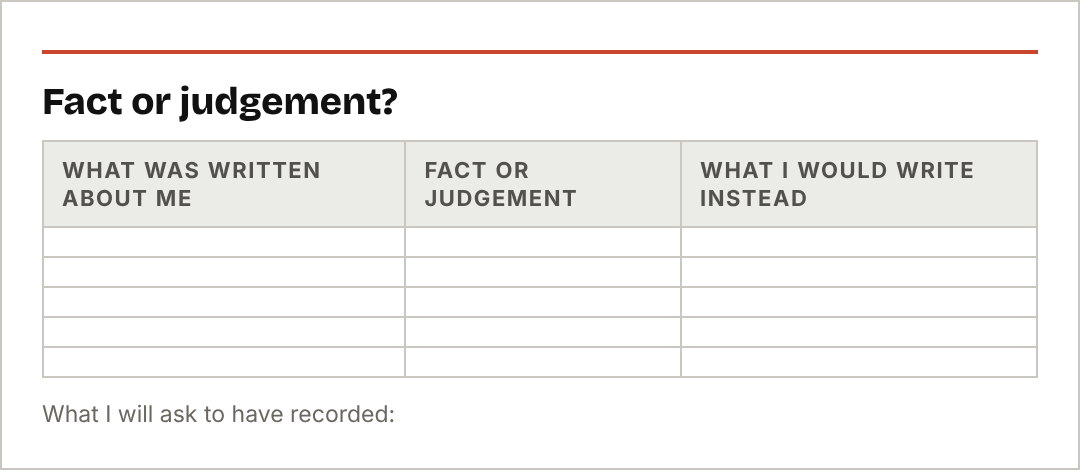 Fact or judgement?
WHAT WAS WRITTEN
ABOUT ME
FACT OR
JUDGEMENT
WHAT I WOULD WRITE
INSTEAD
What I will ask to have recorded: